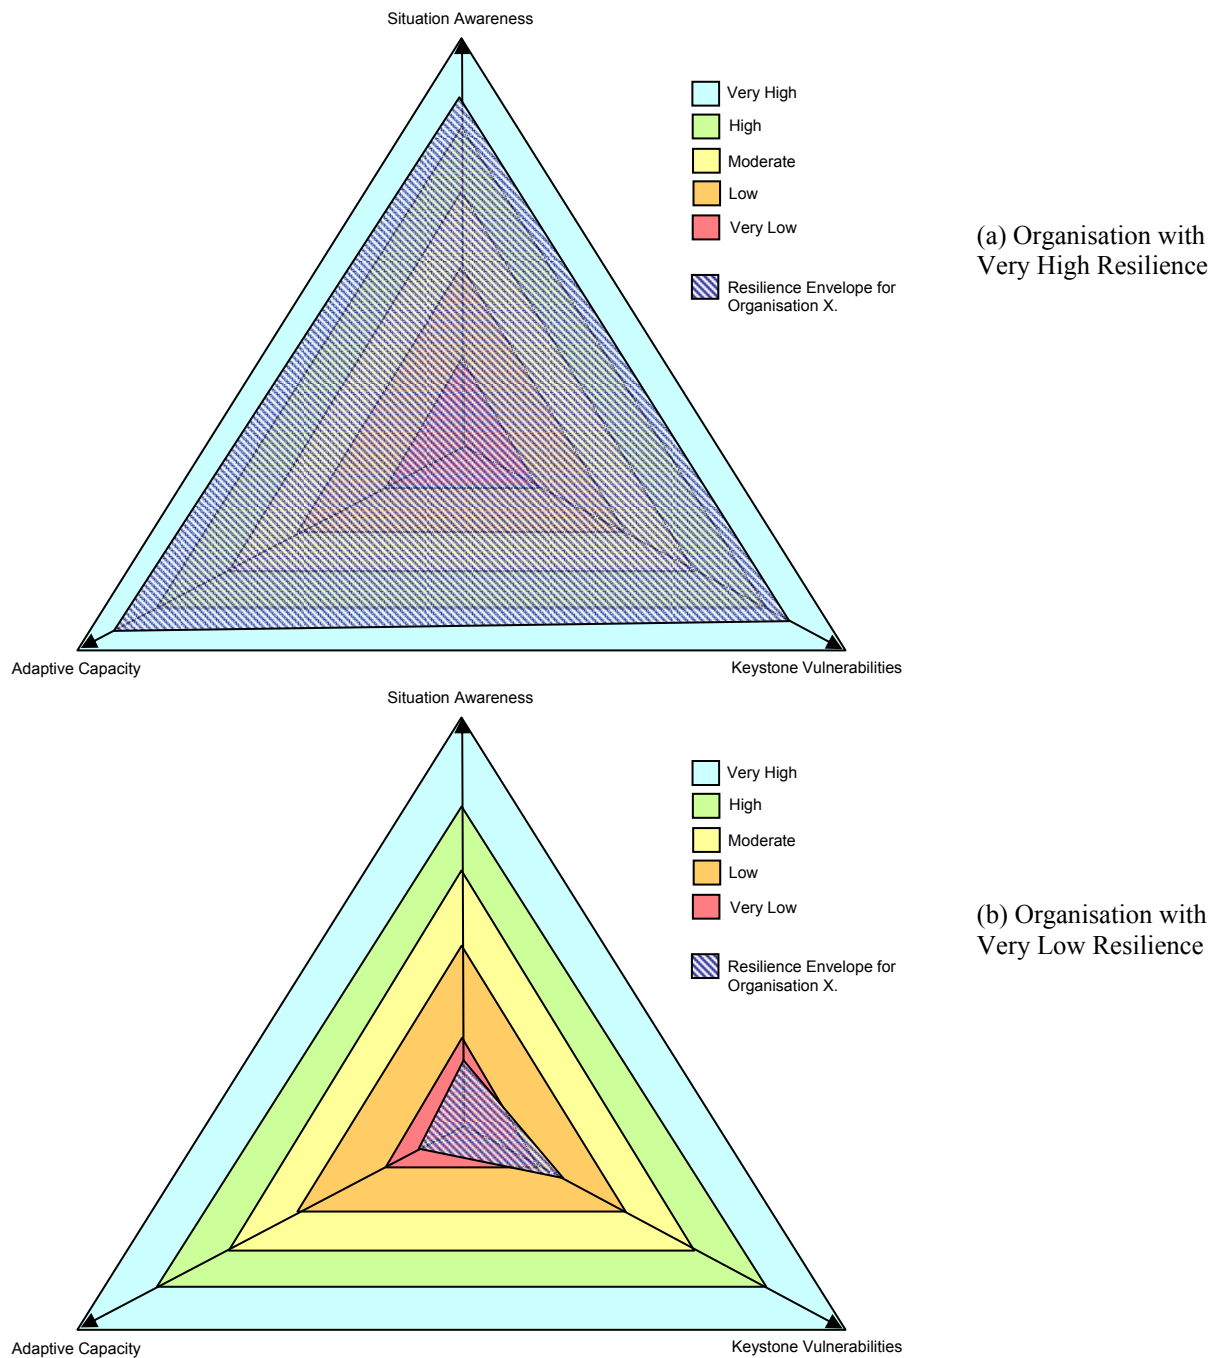 Situation Awareness
Very High
High
Moderate
Low
Very Low
Resilience Envelope for
Organisation X.
(a) Organisation with
Very High Resilience
Adaptive Capacity
Keystone Vulnerabilities
Situation Awareness
Very High
High
Moderate
Low
Very Low
Resilience Envelope for
Organisation X.
(b) Organisation with
Very Low Resilience
Adaptive Capacity
Keystone Vulnerabilities